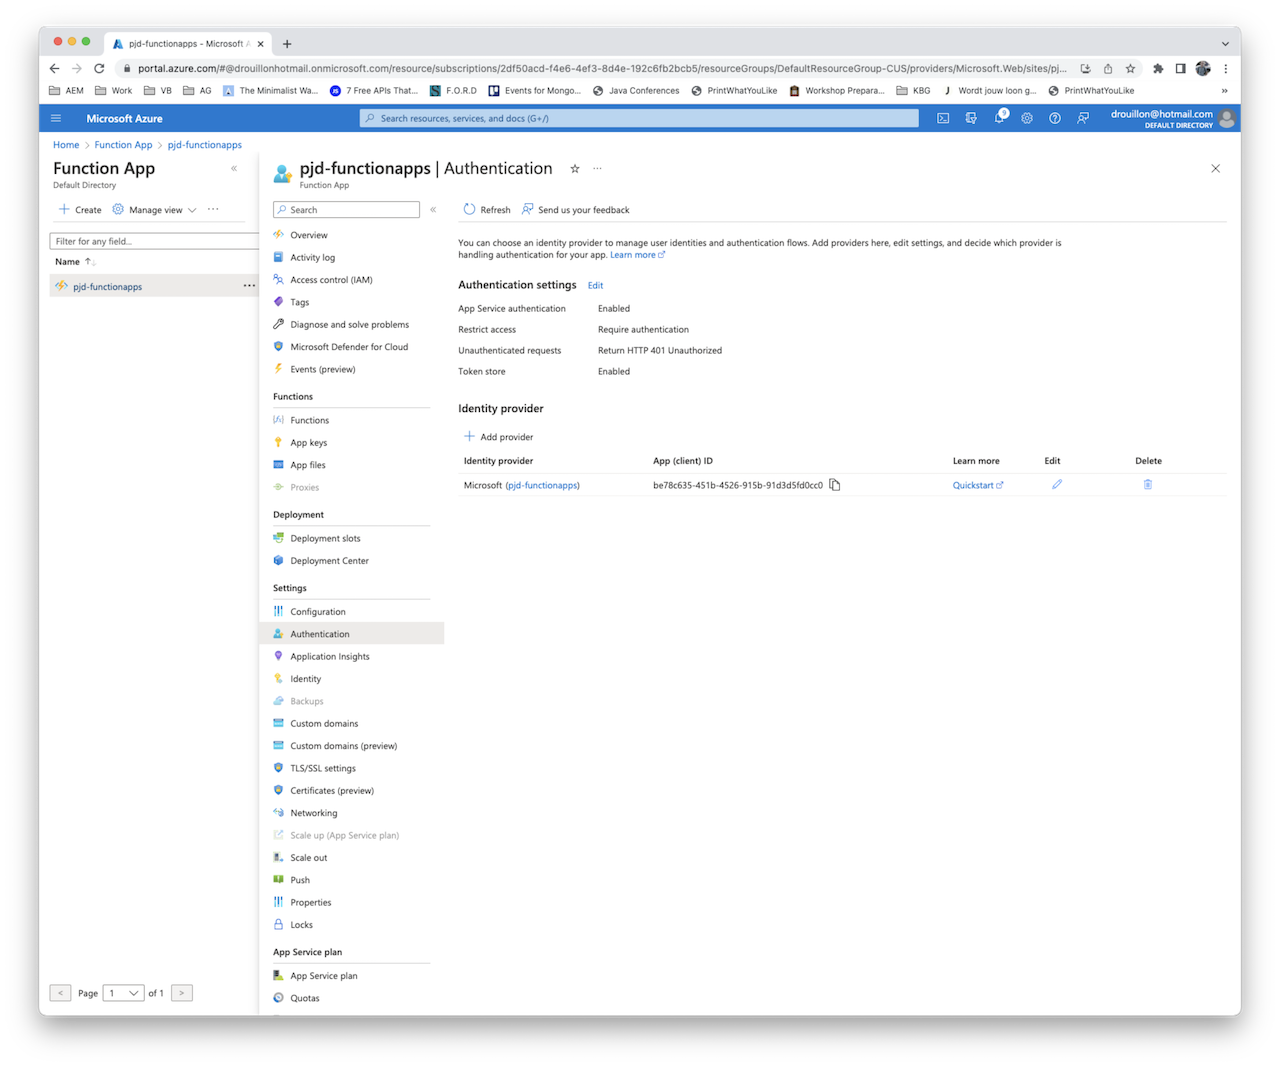 pjd-functionapps - Microsoft A
portal.azure.com/#@drouillonhotmail.onmicrosoft.com/resource/subscriptions/2df50acd-f4e6-4ef3-8d4e-192c6fb2bcb5/resourceGroups/DefaultResourceGroup-CUS/providers/Microsoft.Web/sites/pj...
AEM Work VB AG The Minimalist Wa... 7 Free APIs That... F.O.R.D Events for Mongo... Java Conferences PrintWhatYouLike Workshop Prepara... KBG Wordt jouw loon g... PrintWhatYouLike »
Microsoft Azure
Search resources, services, and docs (G+/)
9
drouillon@hotmail.com
DEFAULT DIRECTORY
Home > Function App > pjd-functionapps
Function App
Default Directory
Create Manage view ...
Filter for any field...
Name
pjd-functionapps ...
< Page 1 of 1 >
pjd-functionapps | Authentication ...
Function App
Search
Overview
Activity log
Access control (IAM)
Tags
Diagnose and solve problems
Microsoft Defender for Cloud
Events (preview)
Functions
Functions
App keys
App files
Proxies
Deployment
Deployment slots
Deployment Center
Settings
Configuration
Authentication
Application Insights
Identity
Backups
Custom domains
Custom domains (preview)
TLS/SSL settings
Certificates (preview)
Networking
Scale up (App Service plan)
Scale out
Push
Properties
Locks
App Service plan
App Service plan
Quotas
Refresh Send us your feedback
You can choose an identity provider to manage user identities and authentication flows. Add providers here, edit settings, and decide which provider is
handling authentication for your app. Learn more
Authentication settings Edit
App Service authentication Enabled
Restrict access Require authentication
Unauthenticated requests Return HTTP 401 Unauthorized
Token store Enabled
Identity provider
Add provider
Identity provider App (client) ID Learn more Edit Delete
Microsoft (pjd-functionapps) be78c635-451b-4526-915b-91d3d5fd0cc0 Quickstart